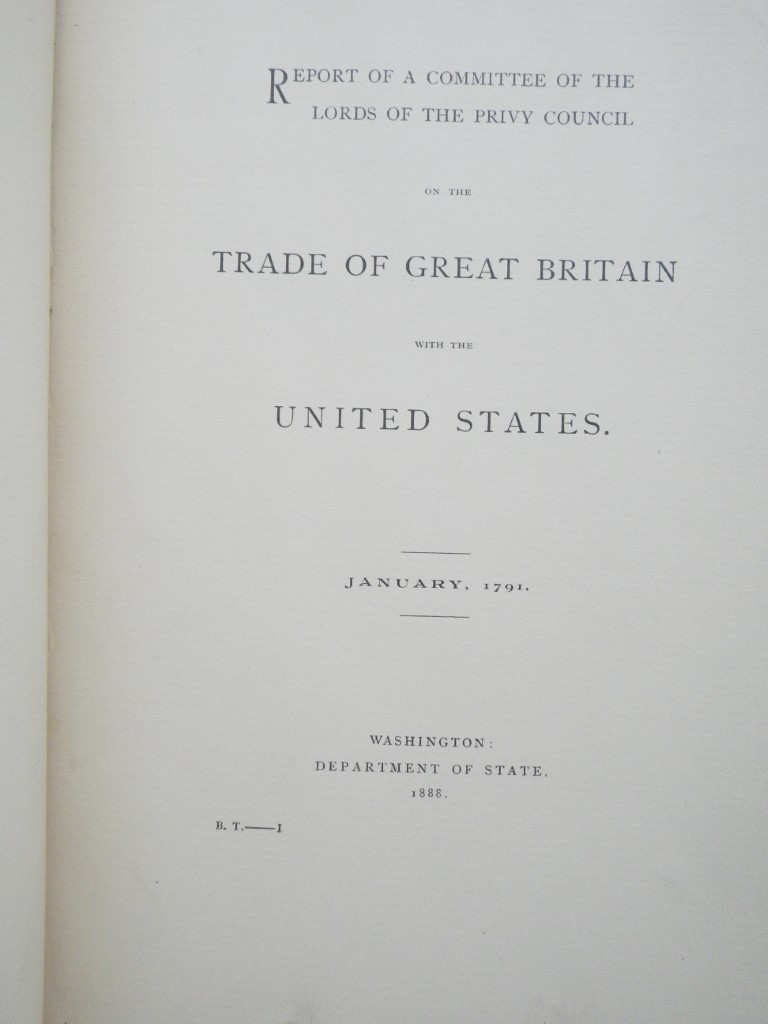 REPORT OF A COMMITTEE OF THE
LORDS OF THE PRIVY COUNCIL
ON THE
TRADE OF GREAT BRITAIN
WITH THE
UNITED STATES.
JANUARY, 1791.
WASHINGTON:
DEPARTMENT OF STATE,
1888.
B. T.——1